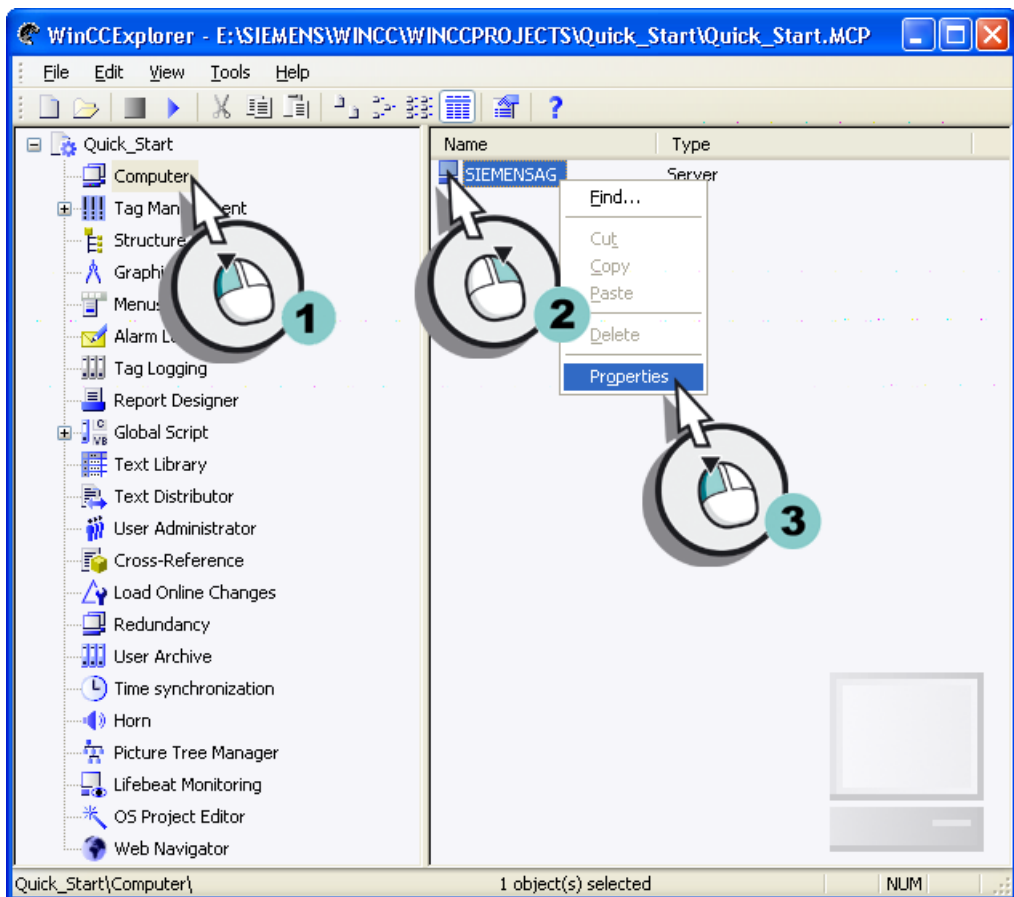 WinCCExplorer - E:\SIEMENS\WINCC\WINCCPROJECTS\Quick_Start\Quick_Start.MCP
File Edit View Tools Help
Quick_Start
Computer
Tag Man ent
Structure
Graphi
Menus
Alarm L
Tag Logging
Report Designer
Global Script
Text Library
Text Distributor
User Administrator
Cross-Reference
Load Online Changes
Redundancy
User Archive
Time synchronization
Horn
Picture Tree Manager
Lifebeat Monitoring
OS Project Editor
Web Navigator
1
Name Type
SIEMENSAG Server
2
Find...
Cut
Copy
Paste
Delete
Properties
3
Quick_Start\Computer\ 1 object(s) selected NUM